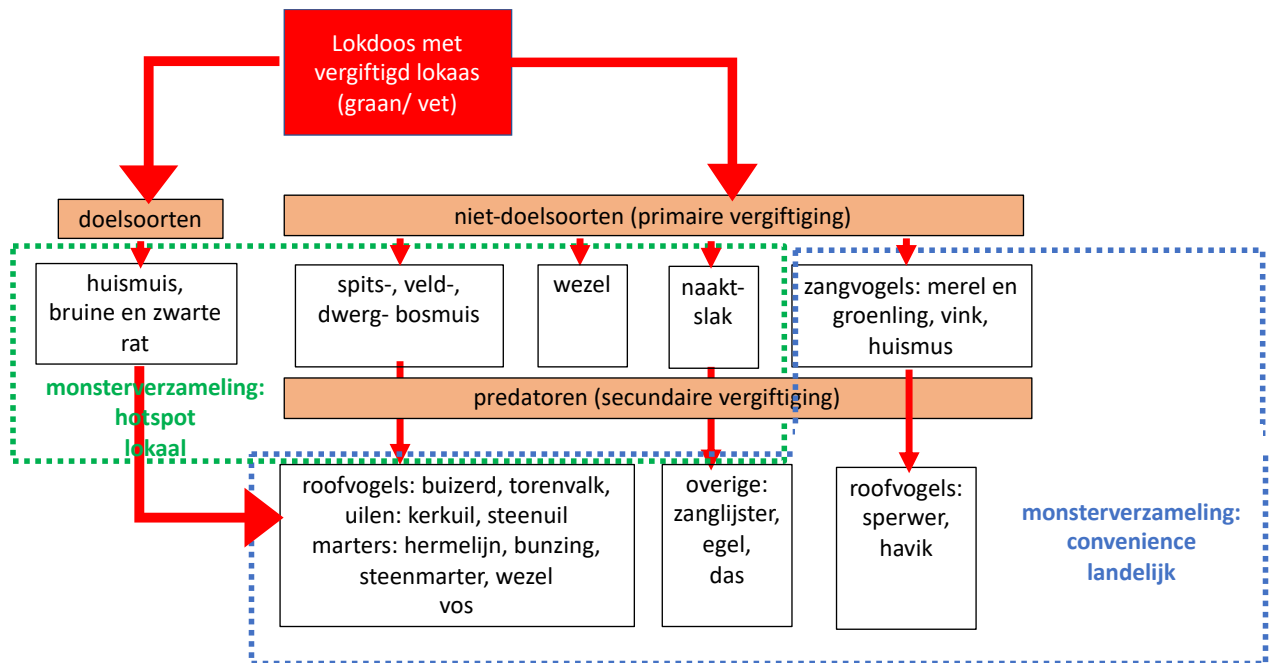 Lokdoos met
vergiftigd lokaas
(graan/ vet)
doelsoorten
niet-doelsoorten (primaire vergiftiging)
huismuis,
bruine en zwarte
rat
spits-, veld-,
dwerg- bosmuis
wezel
naakt-
slak
zangvogels: merel en
groenling, vink,
huismus
monsterverzameling:
hotspot
lokaal
predatoren (secundaire vergiftiging)
roofvogels: buizerd, torenvalk,
uilen: kerkuil, steenuil
marters: hermelijn, bunzing,
steenmarter, wezel
vos
overige:
zanglijster,
egel,
das
roofvogels:
sperwer,
havik
monsterverzameling:
convenience
landelijk